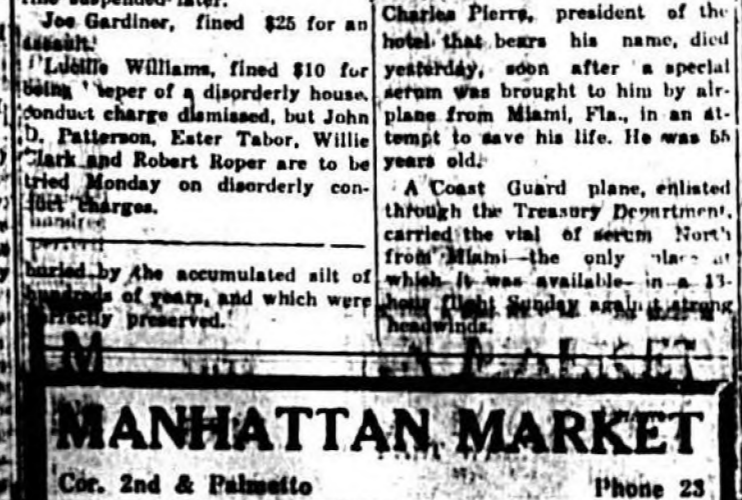 fine suspended later.
Joe Gardiner, fined $25 for an
assault.
Lucille Williams, fined $10 for
being keeper of a disorderly house,
conduct charge dismissed, but John
D. Patterson, Ester Tabor, Willie
Clark and Robert Roper are to be
tried Monday on disorderly con-
duct charges.
hundred
perfectly
buried by the accumulated silt of
hundreds of years, and which were
perfectly preserved.
Charles Pierre, president of the
hotel that bears his name, died
yesterday, soon after a special
serum was brought to him by air-
plane from Miami, Fla., in an at-
tempt to save his life. He was 55
years old.
A Coast Guard plane, enlisted
through the Treasury Department,
carried the vial of serum North
from Miami—the only place at
which it was available—in a 13-
hour flight Sunday against strong
headwinds.
MANHATTAN MARKET
Cor. 2nd & Palmetto
Phone 23